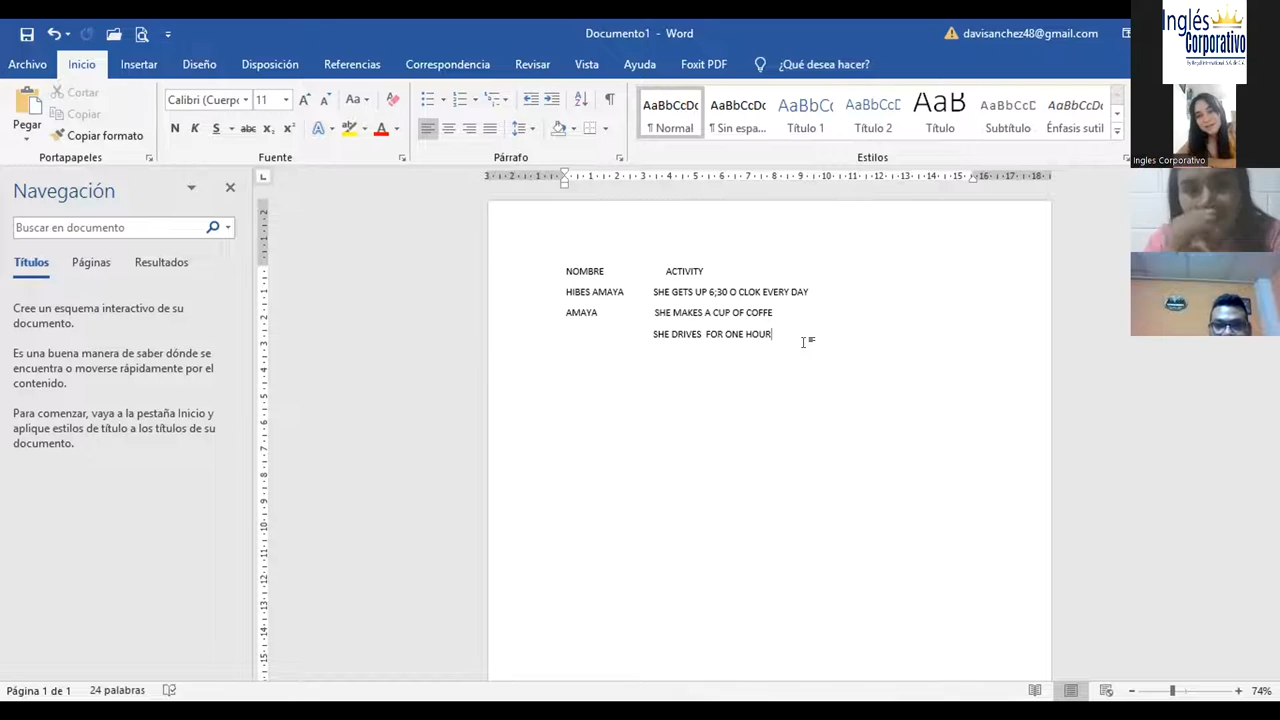 Documento1 - Word
davisanchez48@gmail.com
Archivo Inicio Insertar Diseño Disposición Referencias Correspondencia Revisar Vista Ayuda Foxit PDF ¿Qué desea hacer?
Pegar
Cortar
Copiar
Copiar formato
Portapapeles
Calibri (Cuerpo 11
N K S abc x₂ x²
Fuente
Párrafo
AaBbCcDc AaBbCcDc AaBbCc AaBbCcD AaB AaBbCcD AaBbCcDc
¶ Normal ¶ Sin espa... Título 1 Título 2 Título Subtítulo Énfasis sutil
Estilos
Inglés
Corporativo
Ingles Corporativo
Navegación
Buscar en documento
Títulos Páginas Resultados
Cree un esquema interactivo de su
documento.
Es una buena manera de saber dónde se
encuentra o moverse rápidamente por el
contenido.
Para comenzar, vaya a la pestaña Inicio y
aplique estilos de título a los títulos de su
documento.
NOMBRE ACTIVITY
HIBES AMAYA SHE GETS UP 6;30 O CLOK EVERY DAY
AMAYA SHE MAKES A CUP OF COFFE
SHE DRIVES FOR ONE HOUR
Página 1 de 1 24 palabras 74%